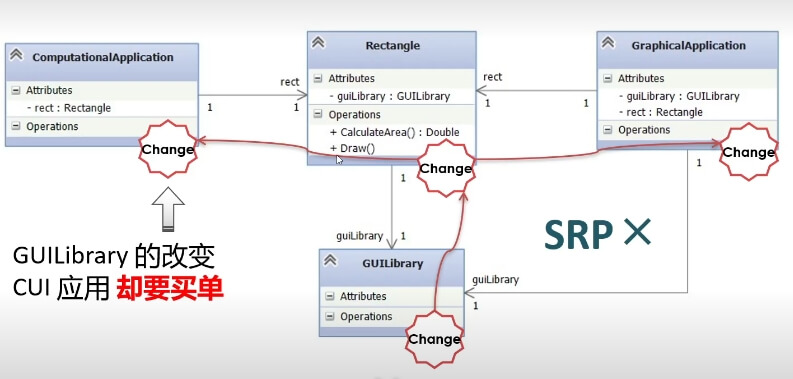 ComputationalApplication
Attributes
- rect : Rectangle
Operations
Change
rect
1
1
Rectangle
Attributes
- guiLibrary : GUILibrary
Operations
+ CalculateArea() : Double
+ Draw()
Change
rect
1
1
GraphicalApplication
Attributes
- guiLibrary : GUILibrary
- rect : Rectangle
Operations
Change
1
1
guiLibrary
1
SRP ×
GUILibrary 的改变
CUI 应用 却要买单
GUILibrary
Attributes
Operations
Change
guiLibrary
1